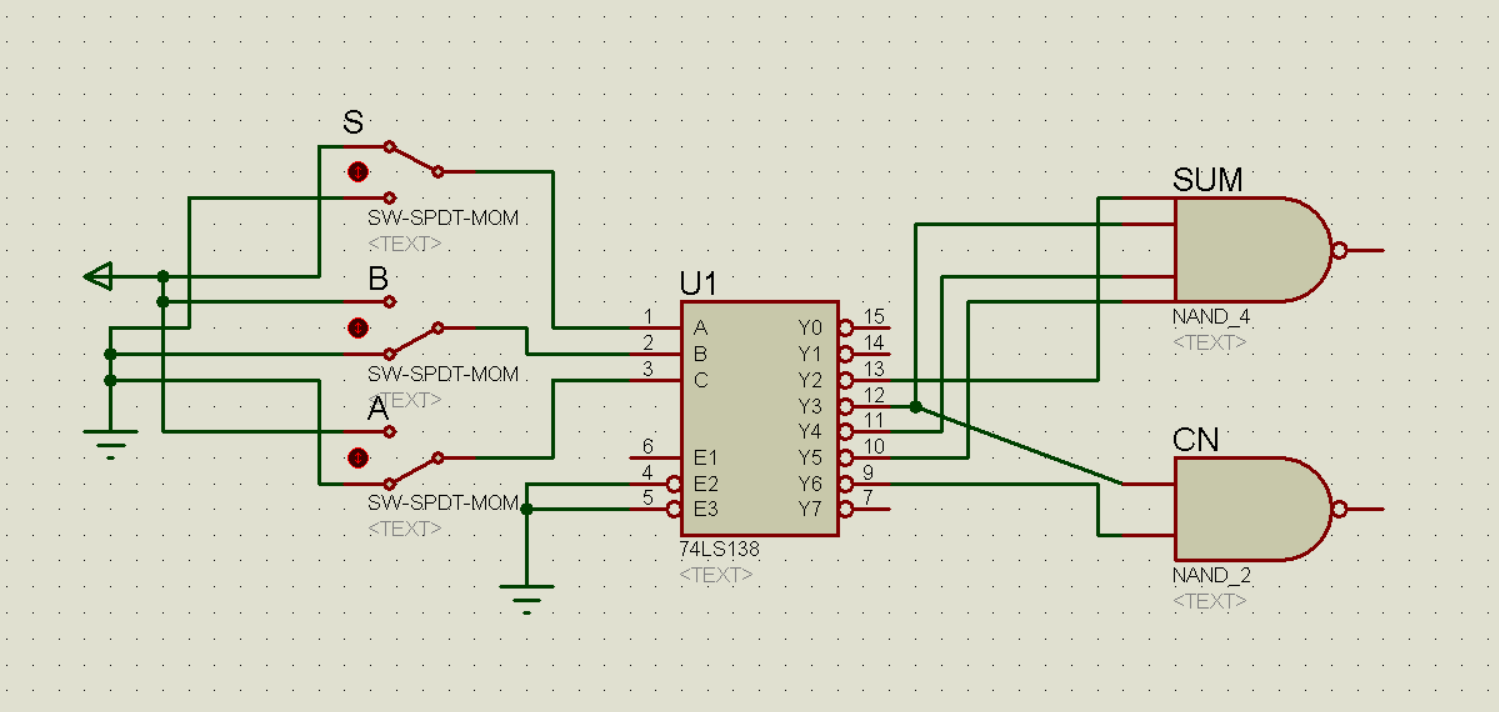 S
SW-SPDT-MOM
<TEXT>
B
SW-SPDT-MOM
<TEXT>
A
SW-SPDT-MOM
<TEXT>
U1
1 A Y0 15
2 B Y1 14
3 C Y2 13
Y3 12
Y4 11
6 E1 Y5 10
4 E2 Y6 9
5 E3 Y7 7
74LS138
<TEXT>
SUM
NAND_4
<TEXT>
CN
NAND_2
<TEXT>